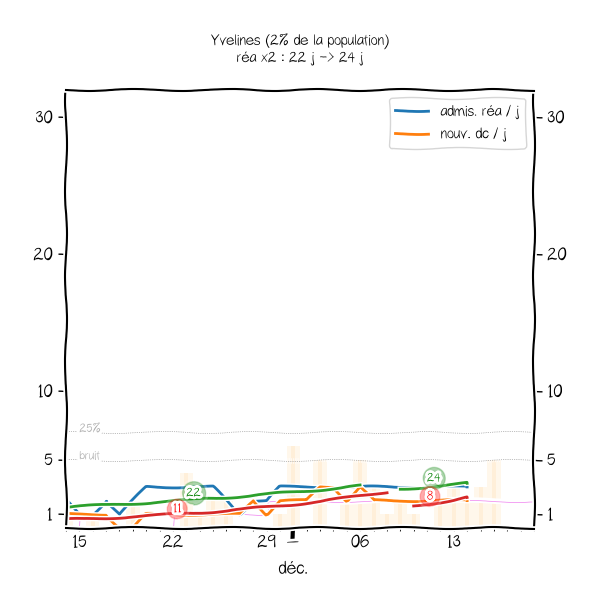 Yvelines (2% de la population)
réa x2 : 22 j -> 24 j
admis. réa / j
nouv. dc / j
30 30
20 20
10 10
25%
5 bruit 5
24
22
8
11
1 1
15 22 29 06 13
déc.